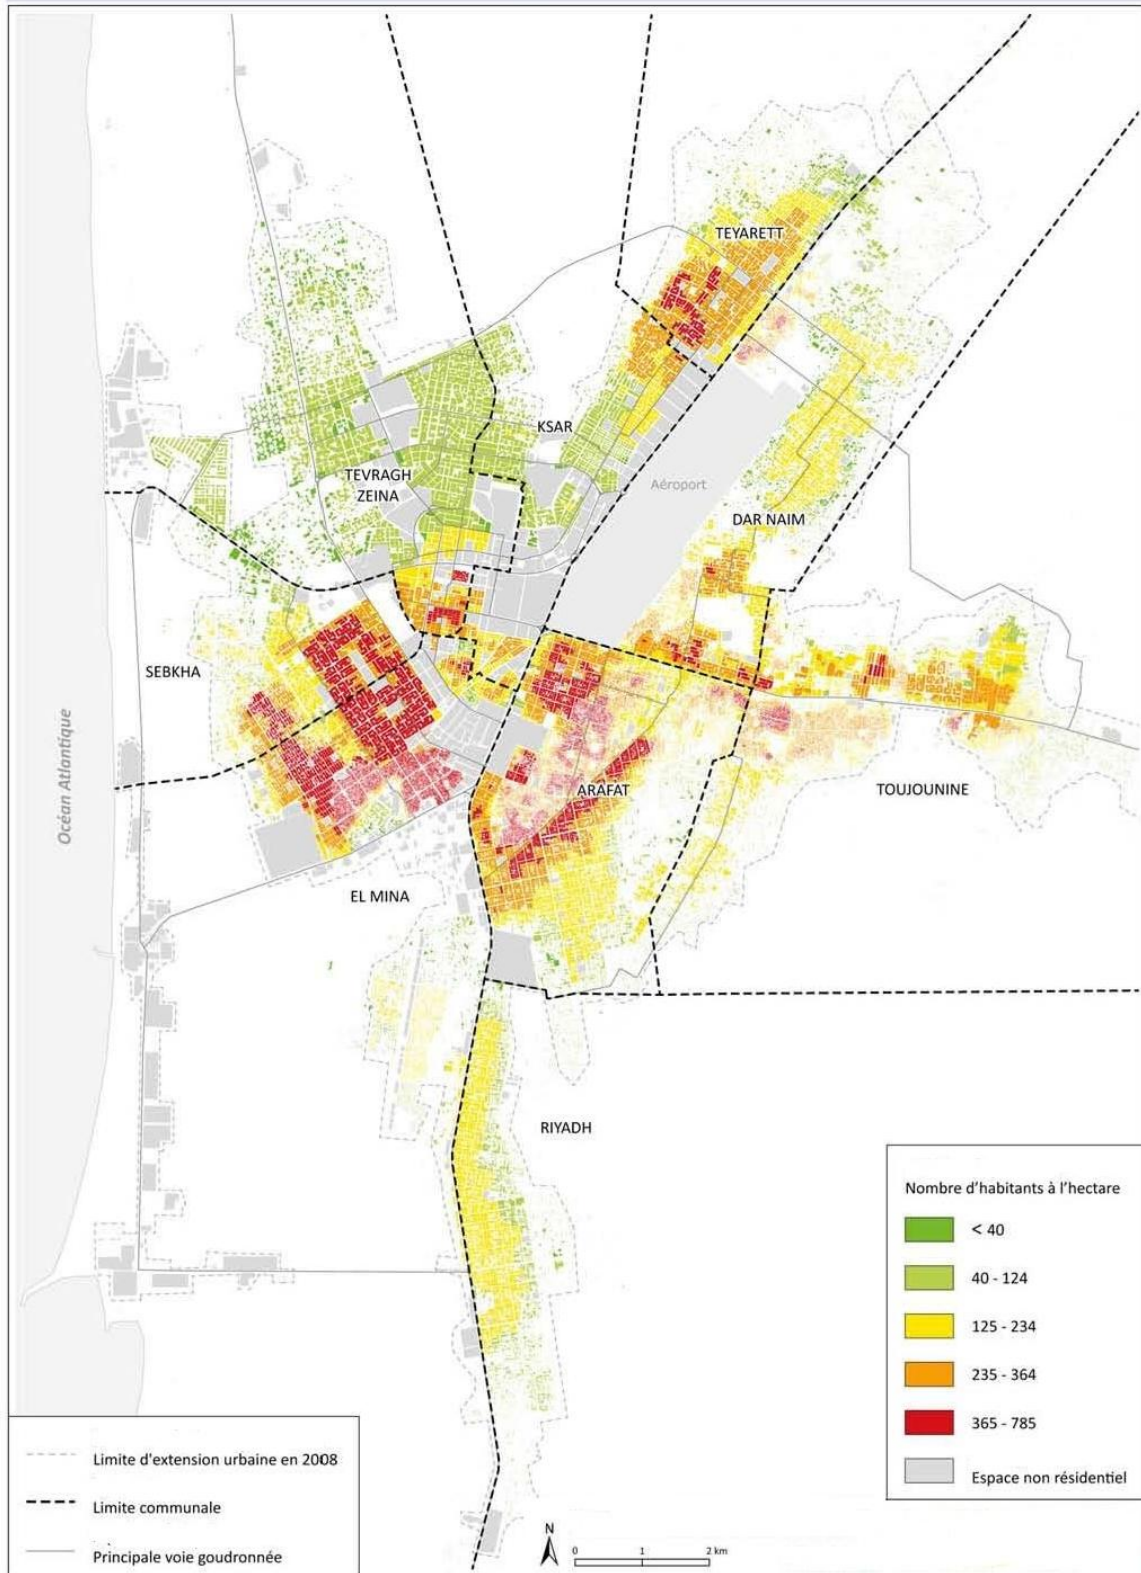 TEYARETT
KSAR
TEVRAGH
ZEINA
Aéroport
DAR NAIM
SEBKHA
Océan Atlantique
ARAFAT
TOUJOUNINE
EL MINA
RIYADH
Nombre d'habitants à l'hectare
< 40
40 - 124
125 - 234
235 - 364
365 - 785
Espace non résidentiel
Limite d'extension urbaine en 2008
Limite communale
Principale voie goudronnée
N
0 1 2 km